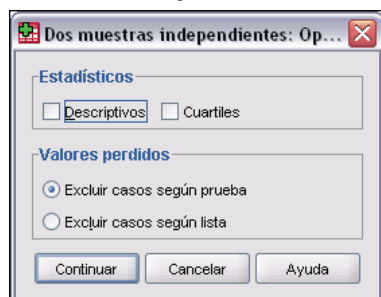 Dos muestras independientes: Op...
Estadísticos
Descriptivos Cuartiles
Valores perdidos
Excluir casos según prueba
Excluir casos según lista
Continuar Cancelar Ayuda